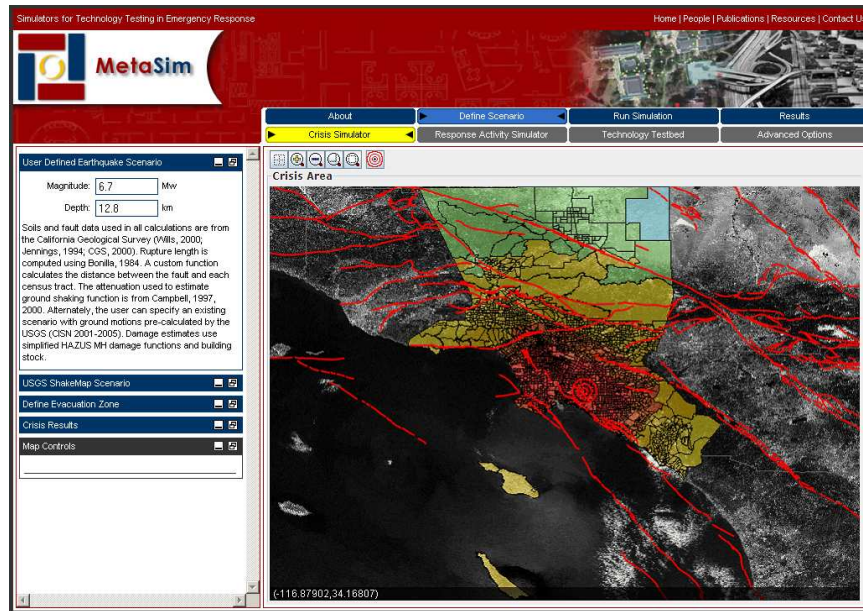 Simulators for Technology Testing in Emergency Response
Home | People | Publications | Resources | Contact U
MetaSim
About
Define Scenario
Run Simulation
Results
Crisis Simulator
Response Activity Simulator
Technology Testbed
Advanced Options
User Defined Earthquake Scenario
Magnitude: 6.7 Mw
Depth: 12.8 km
Soils and fault data used in all calculations are from
the California Geological Survey (Wills, 2000;
Jennings, 1994; CGS, 2000). Rupture length is
computed using Bonilla, 1984. A custom function
calculates the distance between the fault and each
census tract. The attenuation used to estimate
ground shaking function is from Campbell, 1997,
2000. Alternately, the user can specify an existing
scenario with ground motions pre-calculated by the
USGS (CISN 2001-2005). Damage estimates use
simplified HAZUS MH damage functions and building
stock.
USGS ShakeMap Scenario
Define Evacuation Zone
Crisis Results
Map Controls
Crisis Area
(-116.87902,34.16807)